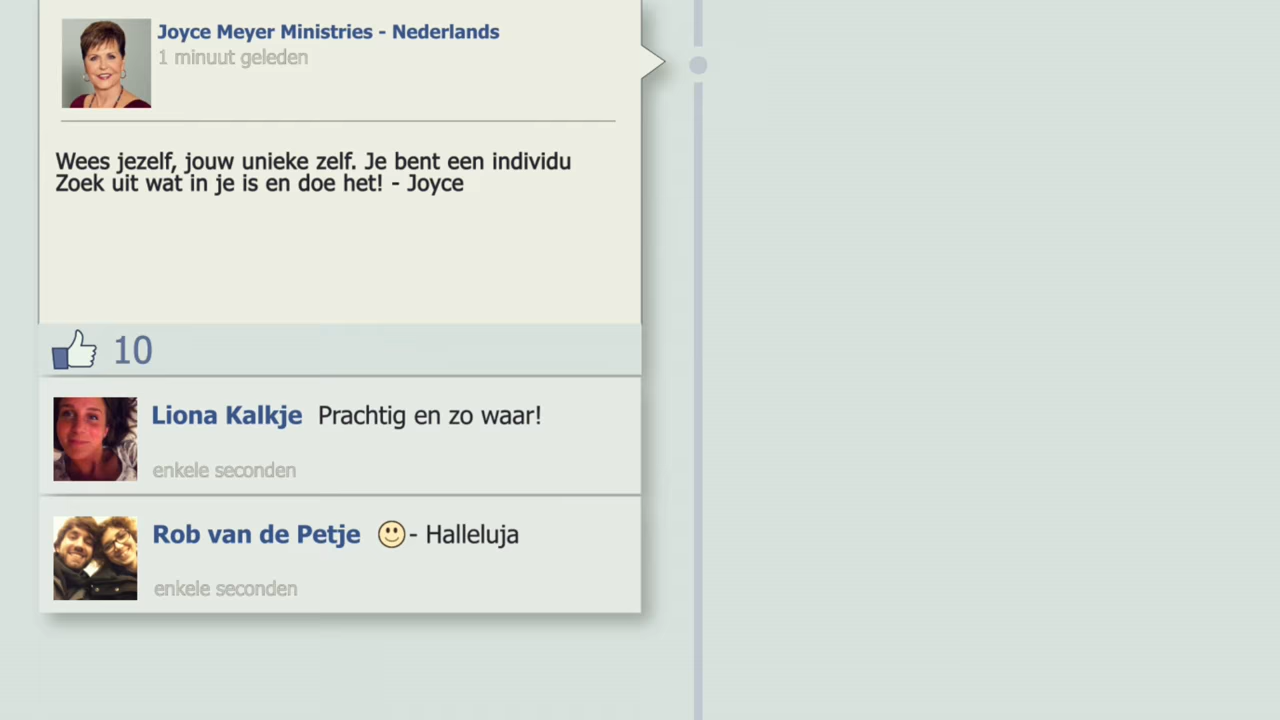 Joyce Meyer Ministries - Nederlands
1 minuut geleden
Wees jezelf, jouw unieke zelf. Je bent een individu
Zoek uit wat in je is en doe het! - Joyce
10
Liona Kalkje Prachtig en zo waar!
enkele seconden
Rob van de Petje - Halleluja
enkele seconden